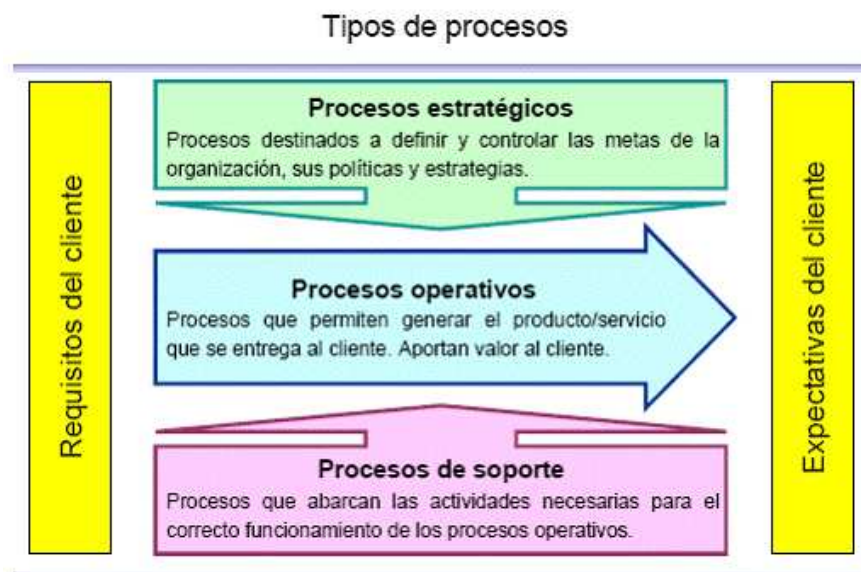 Tipos de procesos
Requisitos del cliente
Procesos estratégicos
Procesos destinados a definir y controlar las metas de la
organización, sus políticas y estrategias.
Procesos operativos
Procesos que permiten generar el producto/servicio
que se entrega al cliente. Aportan valor al cliente.
Procesos de soporte
Procesos que abarcan las actividades necesarias para el
correcto funcionamiento de los procesos operativos.
Expectativas del cliente